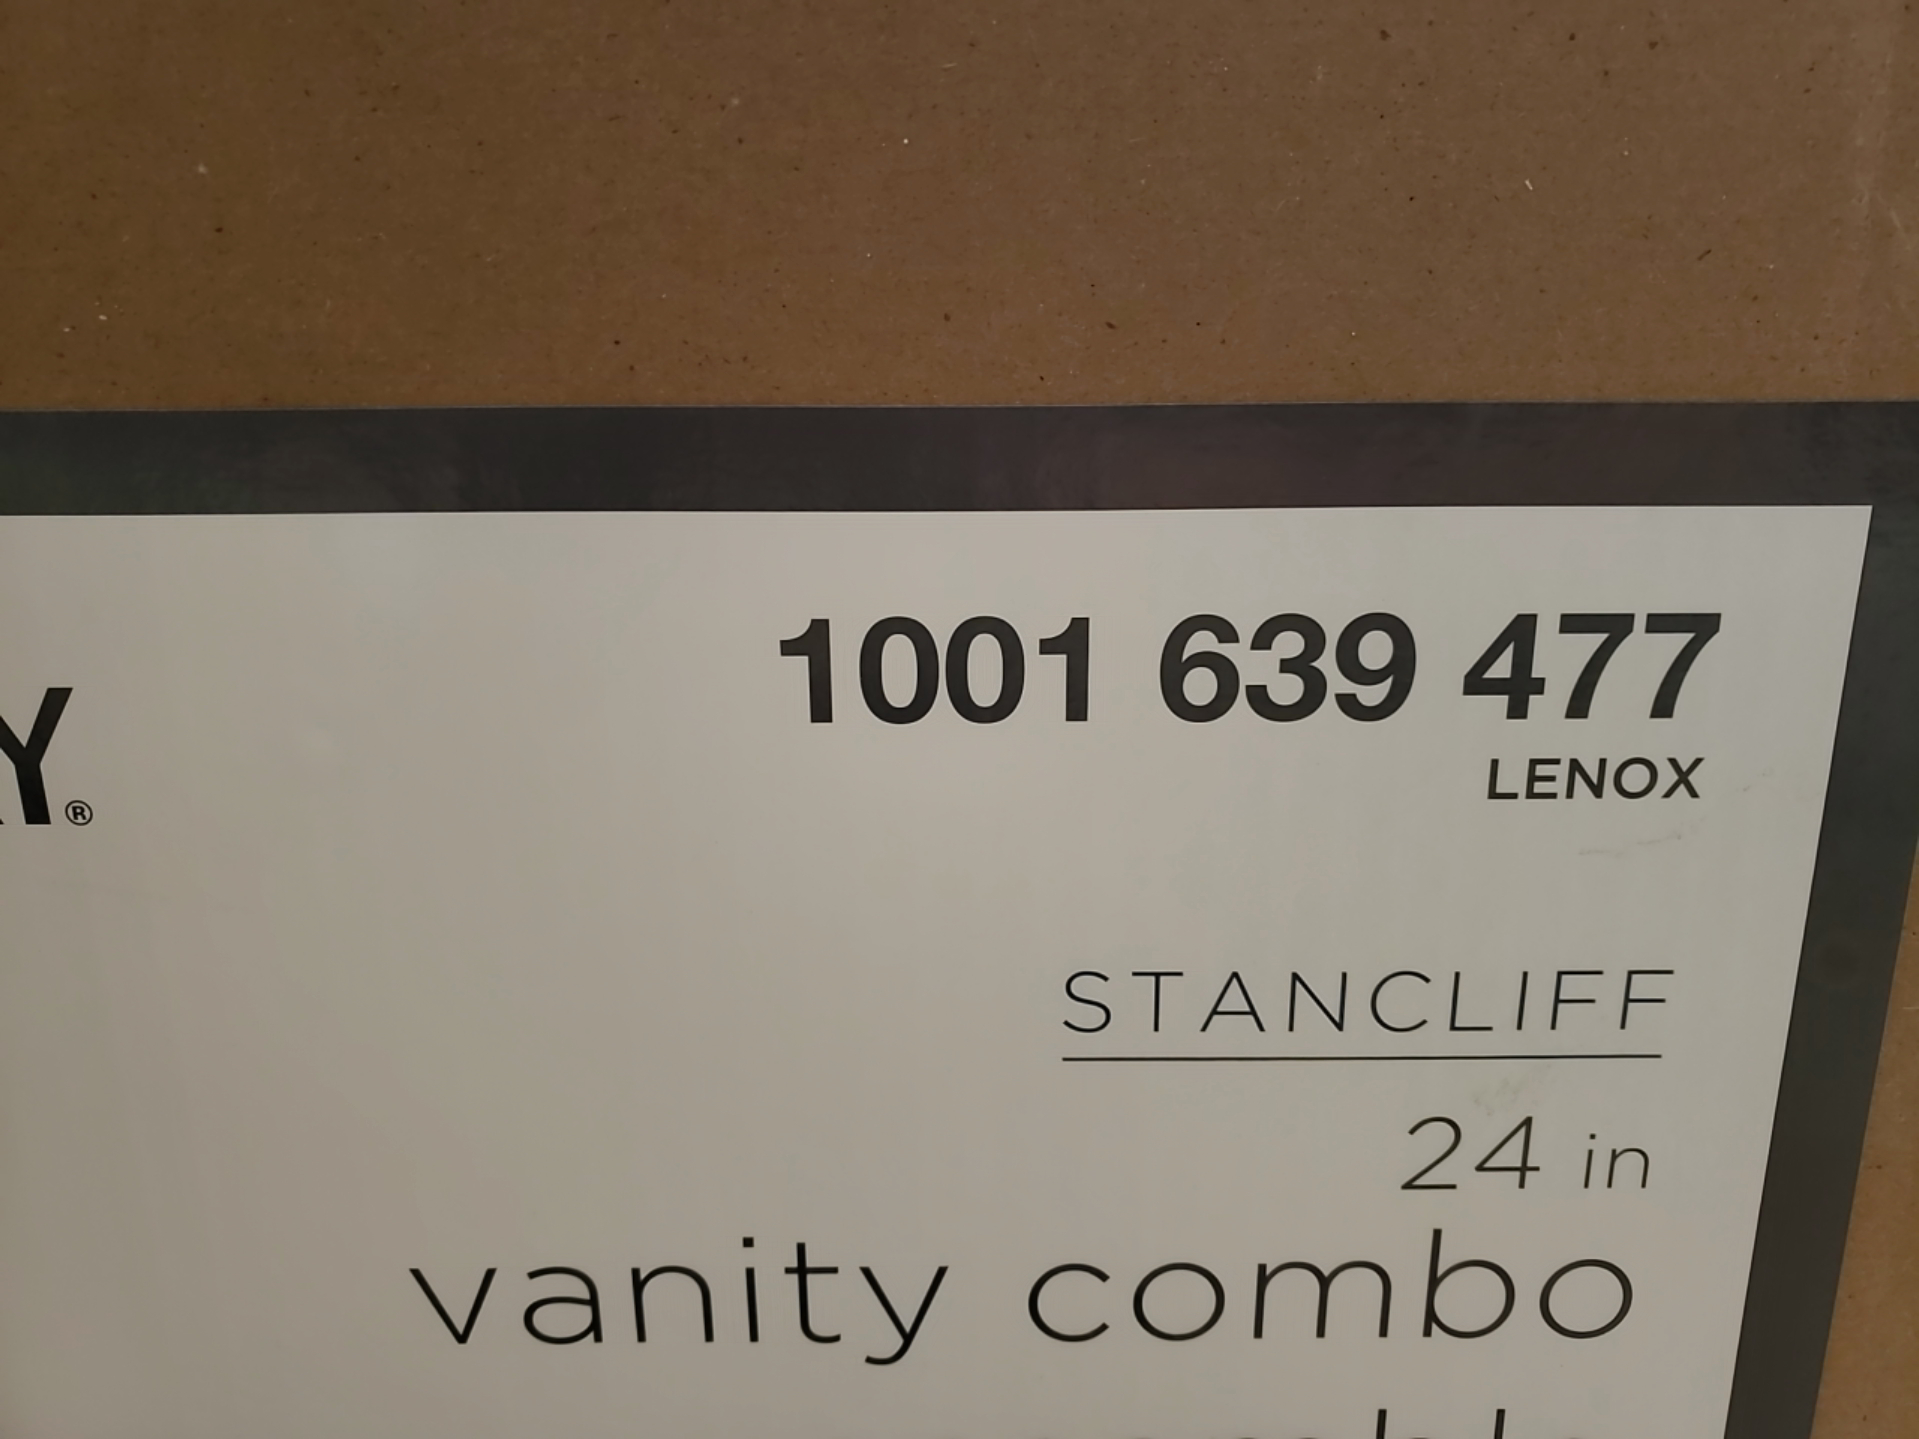 1001 639 477
LENOX
Y®
STANCLIFF
24 in
vanity combo